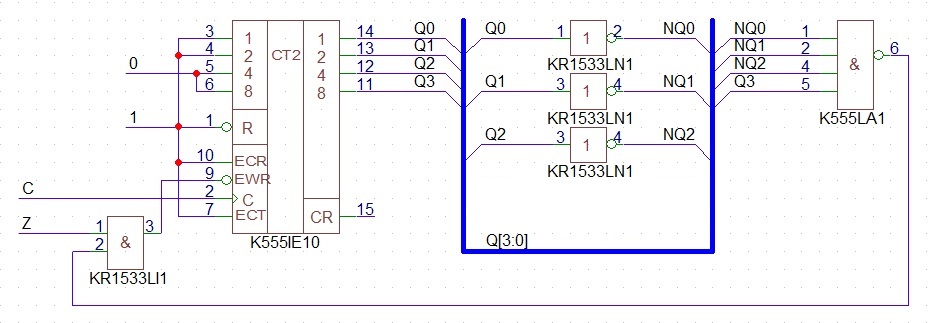 3 1 CT2 1 14 Q0 Q0 1 1 2 NQ0 NQ0 1
4 2 2 13 Q1 KR1533LN1 NQ1 2 & 6
0 5 4 4 12 Q2 NQ2 4
6 8 8 11 Q3 Q1 3 1 4 NQ1 Q3 5
KR1533LN1 K555LA1
1 1 R Q2 3 1 4 NQ2
KR1533LN1
10 ECR
9 EWR
C 2 C
7 ECT CR 15
Z 1 & 3 K555IE10 Q[3:0]
2
KR1533LI1